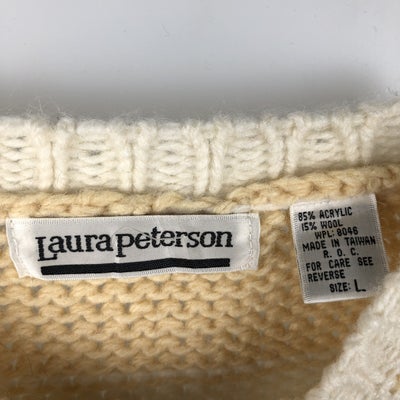 Laura peterson
85% ACRYLIC
15% WOOL
WPL: 8046
MADE IN TAIWAN
R. O. C.
FOR CARE SEE
REVERSE
SIZE: L